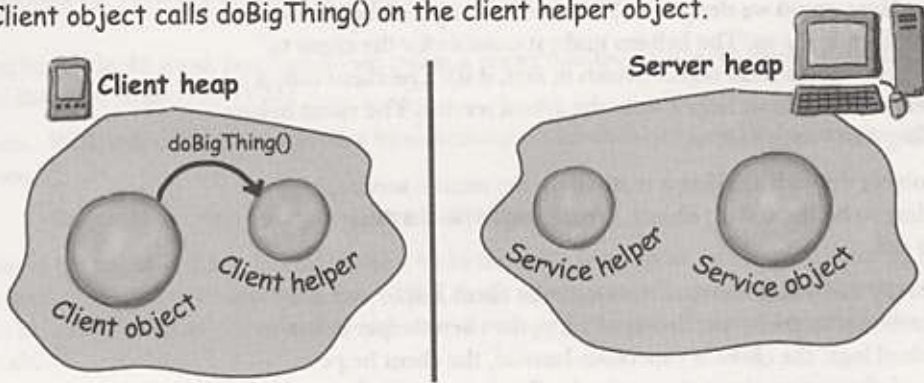 Client object calls doBigThing() on the client helper object.
Client heap
doBigThing()
Client object
Client helper
Server heap
Service helper
Service object